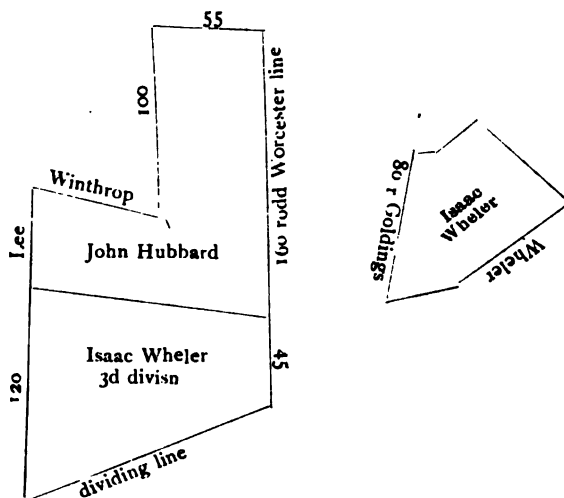 55
100
160 rodd Worcester line
Winthrop
Lee
John Hubbard
Isaac Wheler
3d divisn
45
120
dividing line
80 r Goldings
Isaac
Wheler
Wheler